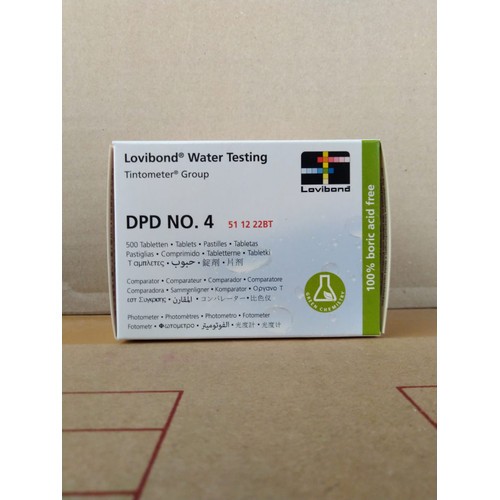 Lovibond® Water Testing
Tintometer® Group
Lovibond
DPD NO. 4 51 12 22BT
500 Tabletten • Tablets • Pastilles • Tabletas
Pastiglias • Comprimido • Tabletterne • Tabletki
Ταμπλετες • حبوب • 錠剤 • 片剂
Comparator • Comparateur • Comparador • Comparatore
Comparadora • Sammenligner • Komparator •
المقارن • コンパレーター • 比色仪
Photometer • Photomètres • Photometro • Fotometer
Fotometr • Φωτομετρο • الفوتوميتر • 光度計 • 光度计
GREEN CHEMISTRY
100% boric acid free